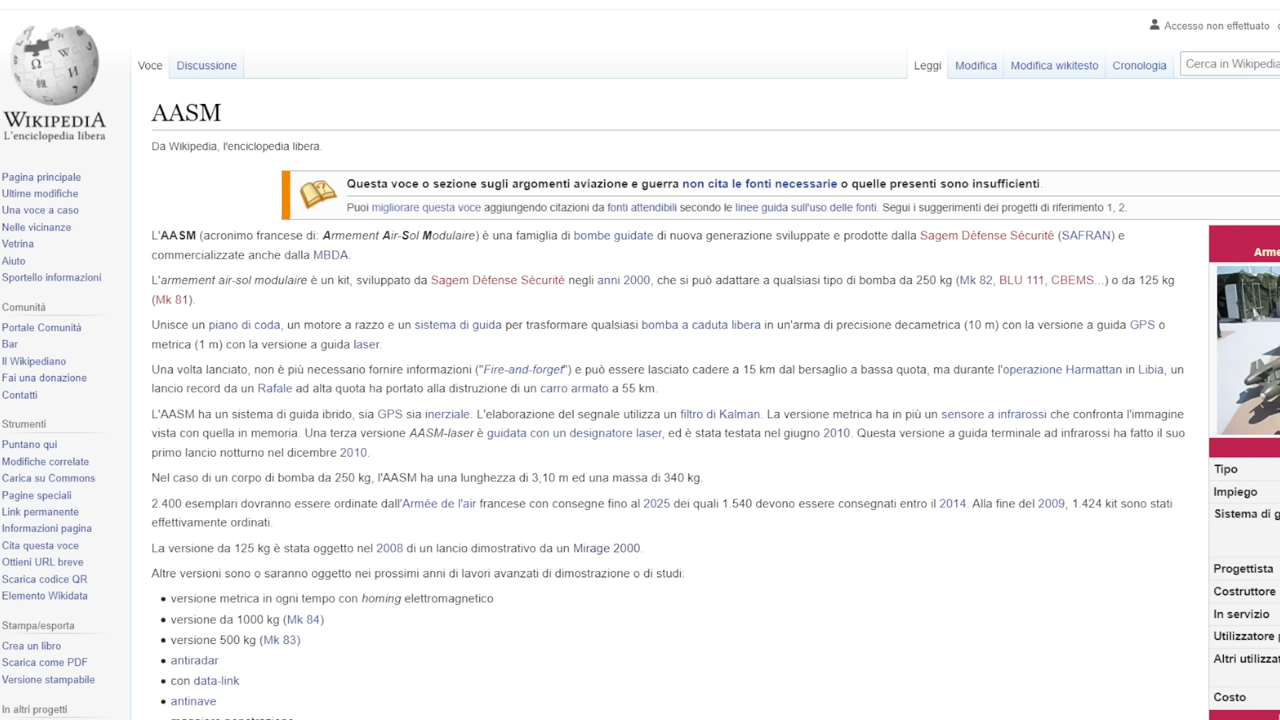 Accesso non effettuato
WIKIPEDIA
L'enciclopedia libera
Voce
Discussione
Leggi
Modifica
Modifica wikitesto
Cronologia
Cerca in Wikipedia
AASM
Da Wikipedia, l'enciclopedia libera.
Questa voce o sezione sugli argomenti aviazione e guerra non cita le fonti necessarie o quelle presenti sono insufficienti.
Puoi migliorare questa voce aggiungendo citazioni da fonti attendibili secondo le linee guida sull'uso delle fonti. Segui i suggerimenti dei progetti di riferimento 1, 2.
L'AASM (acronimo francese di: Armement Air-Sol Modulaire) è una famiglia di bombe guidate di nuova generazione sviluppate e prodotte dalla Sagem Défense Sécurité (SAFRAN) e
commercializzate anche dalla MBDA.
L'armement air-sol modulaire è un kit, sviluppato da Sagem Défense Sécurité negli anni 2000, che si può adattare a qualsiasi tipo di bomba da 250 kg (Mk 82, BLU 111, CBEMS...) o da 125 kg
(Mk 81).
Unisce un piano di coda, un motore a razzo e un sistema di guida per trasformare qualsiasi bomba a caduta libera in un'arma di precisione decametrica (10 m) con la versione a guida GPS o
metrica (1 m) con la versione a guida laser.
Una volta lanciato, non è più necessario fornire informazioni ("Fire-and-forget") e può essere lasciato cadere a 15 km dal bersaglio a bassa quota, ma durante l'operazione Harmattan in Libia, un
lancio record da un Rafale ad alta quota ha portato alla distruzione di un carro armato a 55 km.
L'AASM ha un sistema di guida ibrido, sia GPS sia inerziale. L'elaborazione del segnale utilizza un filtro di Kalman. La versione metrica ha in più un sensore a infrarossi che confronta l'immagine
vista con quella in memoria. Una terza versione AASM-laser è guidata con un designatore laser, ed è stata testata nel giugno 2010. Questa versione a guida terminale ad infrarossi ha fatto il suo
primo lancio notturno nel dicembre 2010.
Nel caso di un corpo di bomba da 250 kg, l'AASM ha una lunghezza di 3,10 m ed una massa di 340 kg.
2.400 esemplari dovranno essere ordinate dall'Armée de l'air francese con consegne fino al 2025 dei quali 1.540 devono essere consegnati entro il 2014. Alla fine del 2009, 1.424 kit sono stati
effettivamente ordinati.
La versione da 125 kg è stata oggetto nel 2008 di un lancio dimostrativo da un Mirage 2000.
Altre versioni sono o saranno oggetto nei prossimi anni di lavori avanzati di dimostrazione o di studi:
• versione metrica in ogni tempo con homing elettromagnetico
• versione da 1000 kg (Mk 84)
• versione 500 kg (Mk 83)
• antiradar
• con data-link
• antinave
Pagina principale
Ultime modifiche
Una voce a caso
Nelle vicinanze
Vetrina
Aiuto
Sportello informazioni
Comunità
Portale Comunità
Bar
Il Wikipediano
Fai una donazione
Contatti
Strumenti
Puntano qui
Modifiche correlate
Carica su Commons
Pagine speciali
Link permanente
Informazioni pagina
Cita questa voce
Ottieni URL breve
Scarica codice QR
Elemento Wikidata
Stampa/esporta
Crea un libro
Scarica come PDF
Versione stampabile
In altri progetti
Arme
Tipo
Impiego
Sistema di g
Progettista
Costruttore
In servizio
Utilizzatore p
Altri utilizzat
Costo